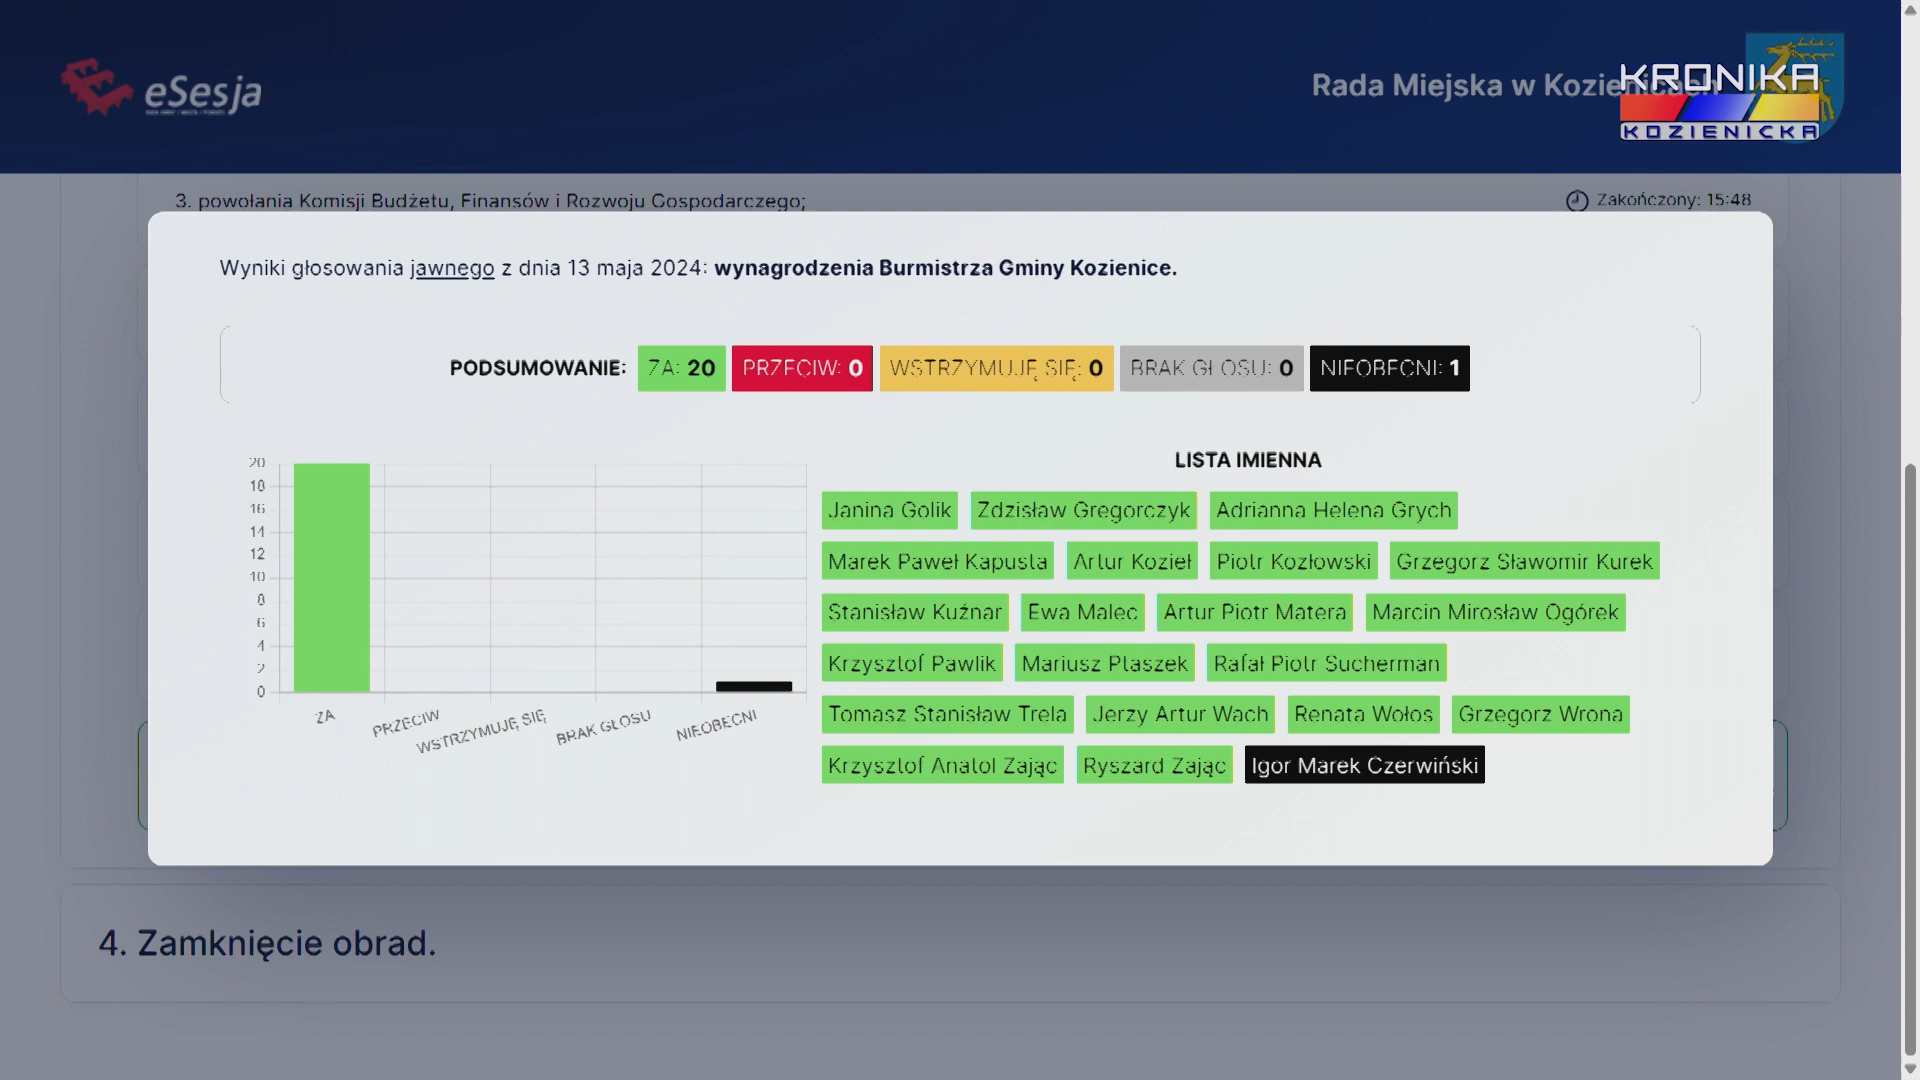 eSesja
Rada Miejska w Kozienicach
KRONIKA
KOZIENICKA
3. powołania Komisji Budżetu, Finansów i Rozwoju Gospodarczego;
Zakończony: 15:48
Wyniki głosowania jawnego z dnia 13 maja 2024: wynagrodzenia Burmistrza Gminy Kozienice.
PODSUMOWANIE: ZA: 20 PRZECIW: 0 WSTRZYMUJĘ SIĘ: 0 BRAK GŁOSU: 0 NIEOBECNI: 1
20
18
16
14
12
10
8
6
4
2
0
ZA
PRZECIW
WSTRZYMUJĘ SIĘ
BRAK GŁOSU
NIEOBECNI
LISTA IMIENNA
Janina Golik Zdzisław Gregorczyk Adrianna Helena Grych
Marek Paweł Kapusta Artur Kozieł Piotr Kozłowski Grzegorz Sławomir Kurek
Stanisław Kuźnar Ewa Malec Artur Piotr Matera Marcin Mirosław Ogórek
Krzysztof Pawlik Mariusz Ptaszek Rafał Piotr Sucherman
Tomasz Stanisław Trela Jerzy Artur Wach Renata Wołos Grzegorz Wrona
Krzysztof Anatol Zając Ryszard Zając Igor Marek Czerwiński
4. Zamknięcie obrad.